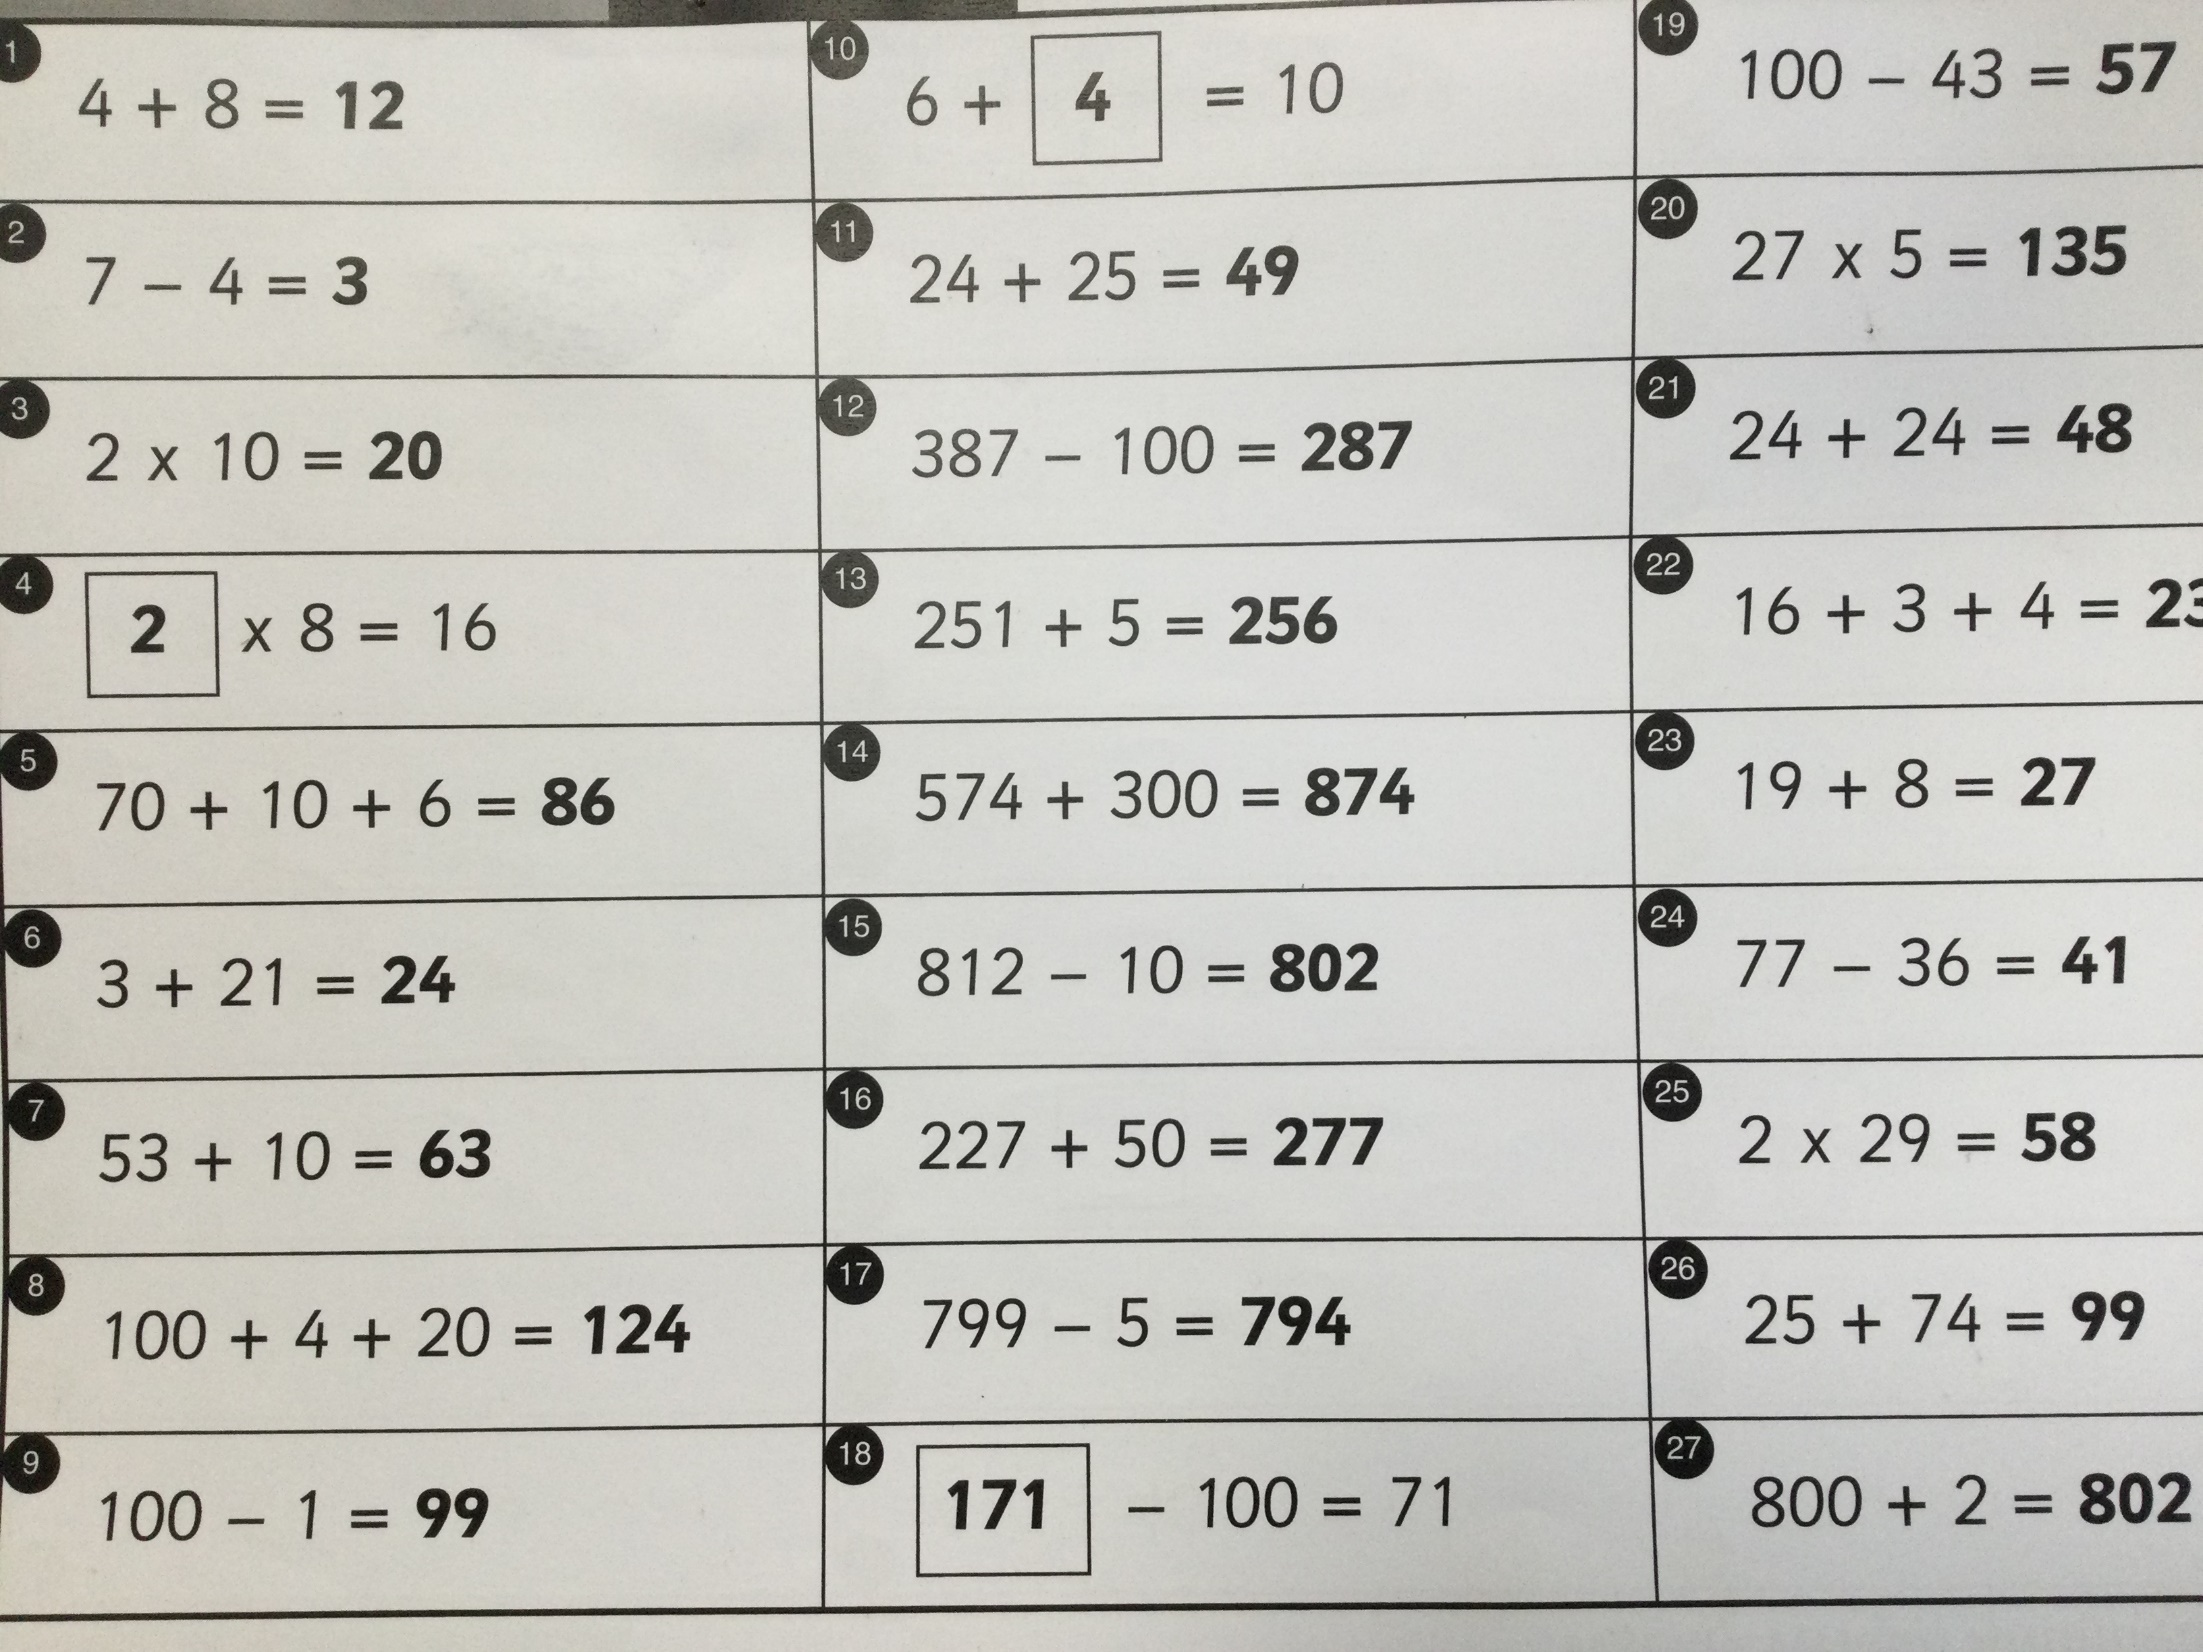 1
4 + 8 = 12
2
7 – 4 = 3
3
2 x 10 = 20
4
2 x 8 = 16
5
70 + 10 + 6 = 86
6
3 + 21 = 24
7
53 + 10 = 63
8
100 + 4 + 20 = 124
9
100 – 1 = 99
10
6 + 4 = 10
11
24 + 25 = 49
12
387 – 100 = 287
13
251 + 5 = 256
14
574 + 300 = 874
15
812 – 10 = 802
16
227 + 50 = 277
17
799 – 5 = 794
18
171 – 100 = 71
19
100 – 43 = 57
20
27 x 5 = 135
21
24 + 24 = 48
22
16 + 3 + 4 = 23
23
19 + 8 = 27
24
77 – 36 = 41
25
2 x 29 = 58
26
25 + 74 = 99
27
800 + 2 = 802